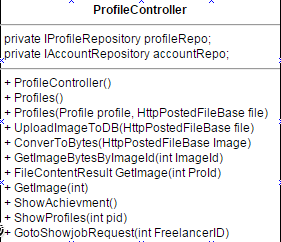 ProfileController
private IProfileRepository profileRepo;
private IAccountRepository accountRepo;
+ ProfileController()
+ Profiles()
+ Profiles(Profile profile, HttpPostedFileBase file)
+ UploadImageToDB(HttpPostedFileBase file)
+ ConverToBytes(HttpPostedFileBase Image)
+ GetImageBytesByImageId(int ImageId)
+ FileContentResult GetImage(int ProId)
+ GetImage(int)
+ ShowAchievment()
+ ShowProfiles(int pid)
+ GotoShowjobRequest(int FreelancerID)